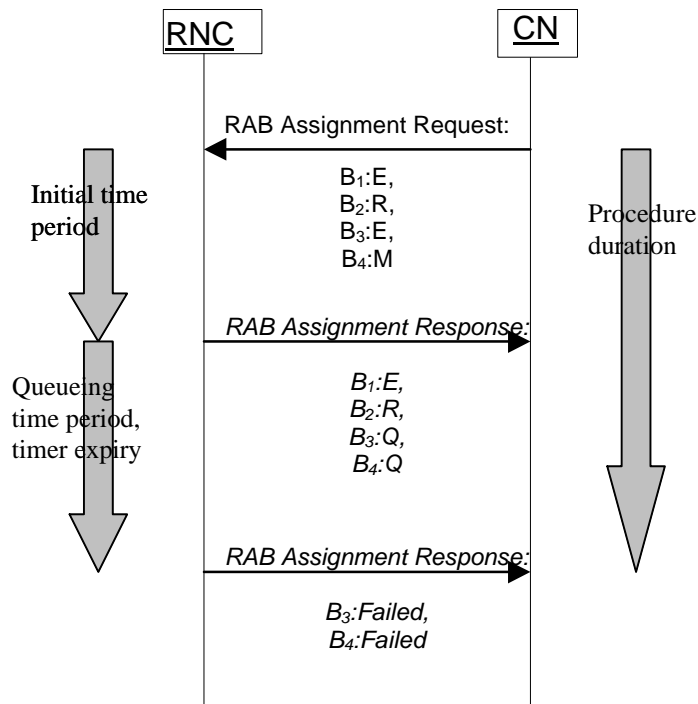 RNC
CN
RAB Assignment Request:
Initial time
period
B₁:E,
B₂:R,
B₃:E,
B₄:M
Procedure
duration
RAB Assignment Response:
Queueing
time period,
timer expiry
B₁:E,
B₂:R,
B₃:Q,
B₄:Q
RAB Assignment Response:
B₃:Failed,
B₄:Failed